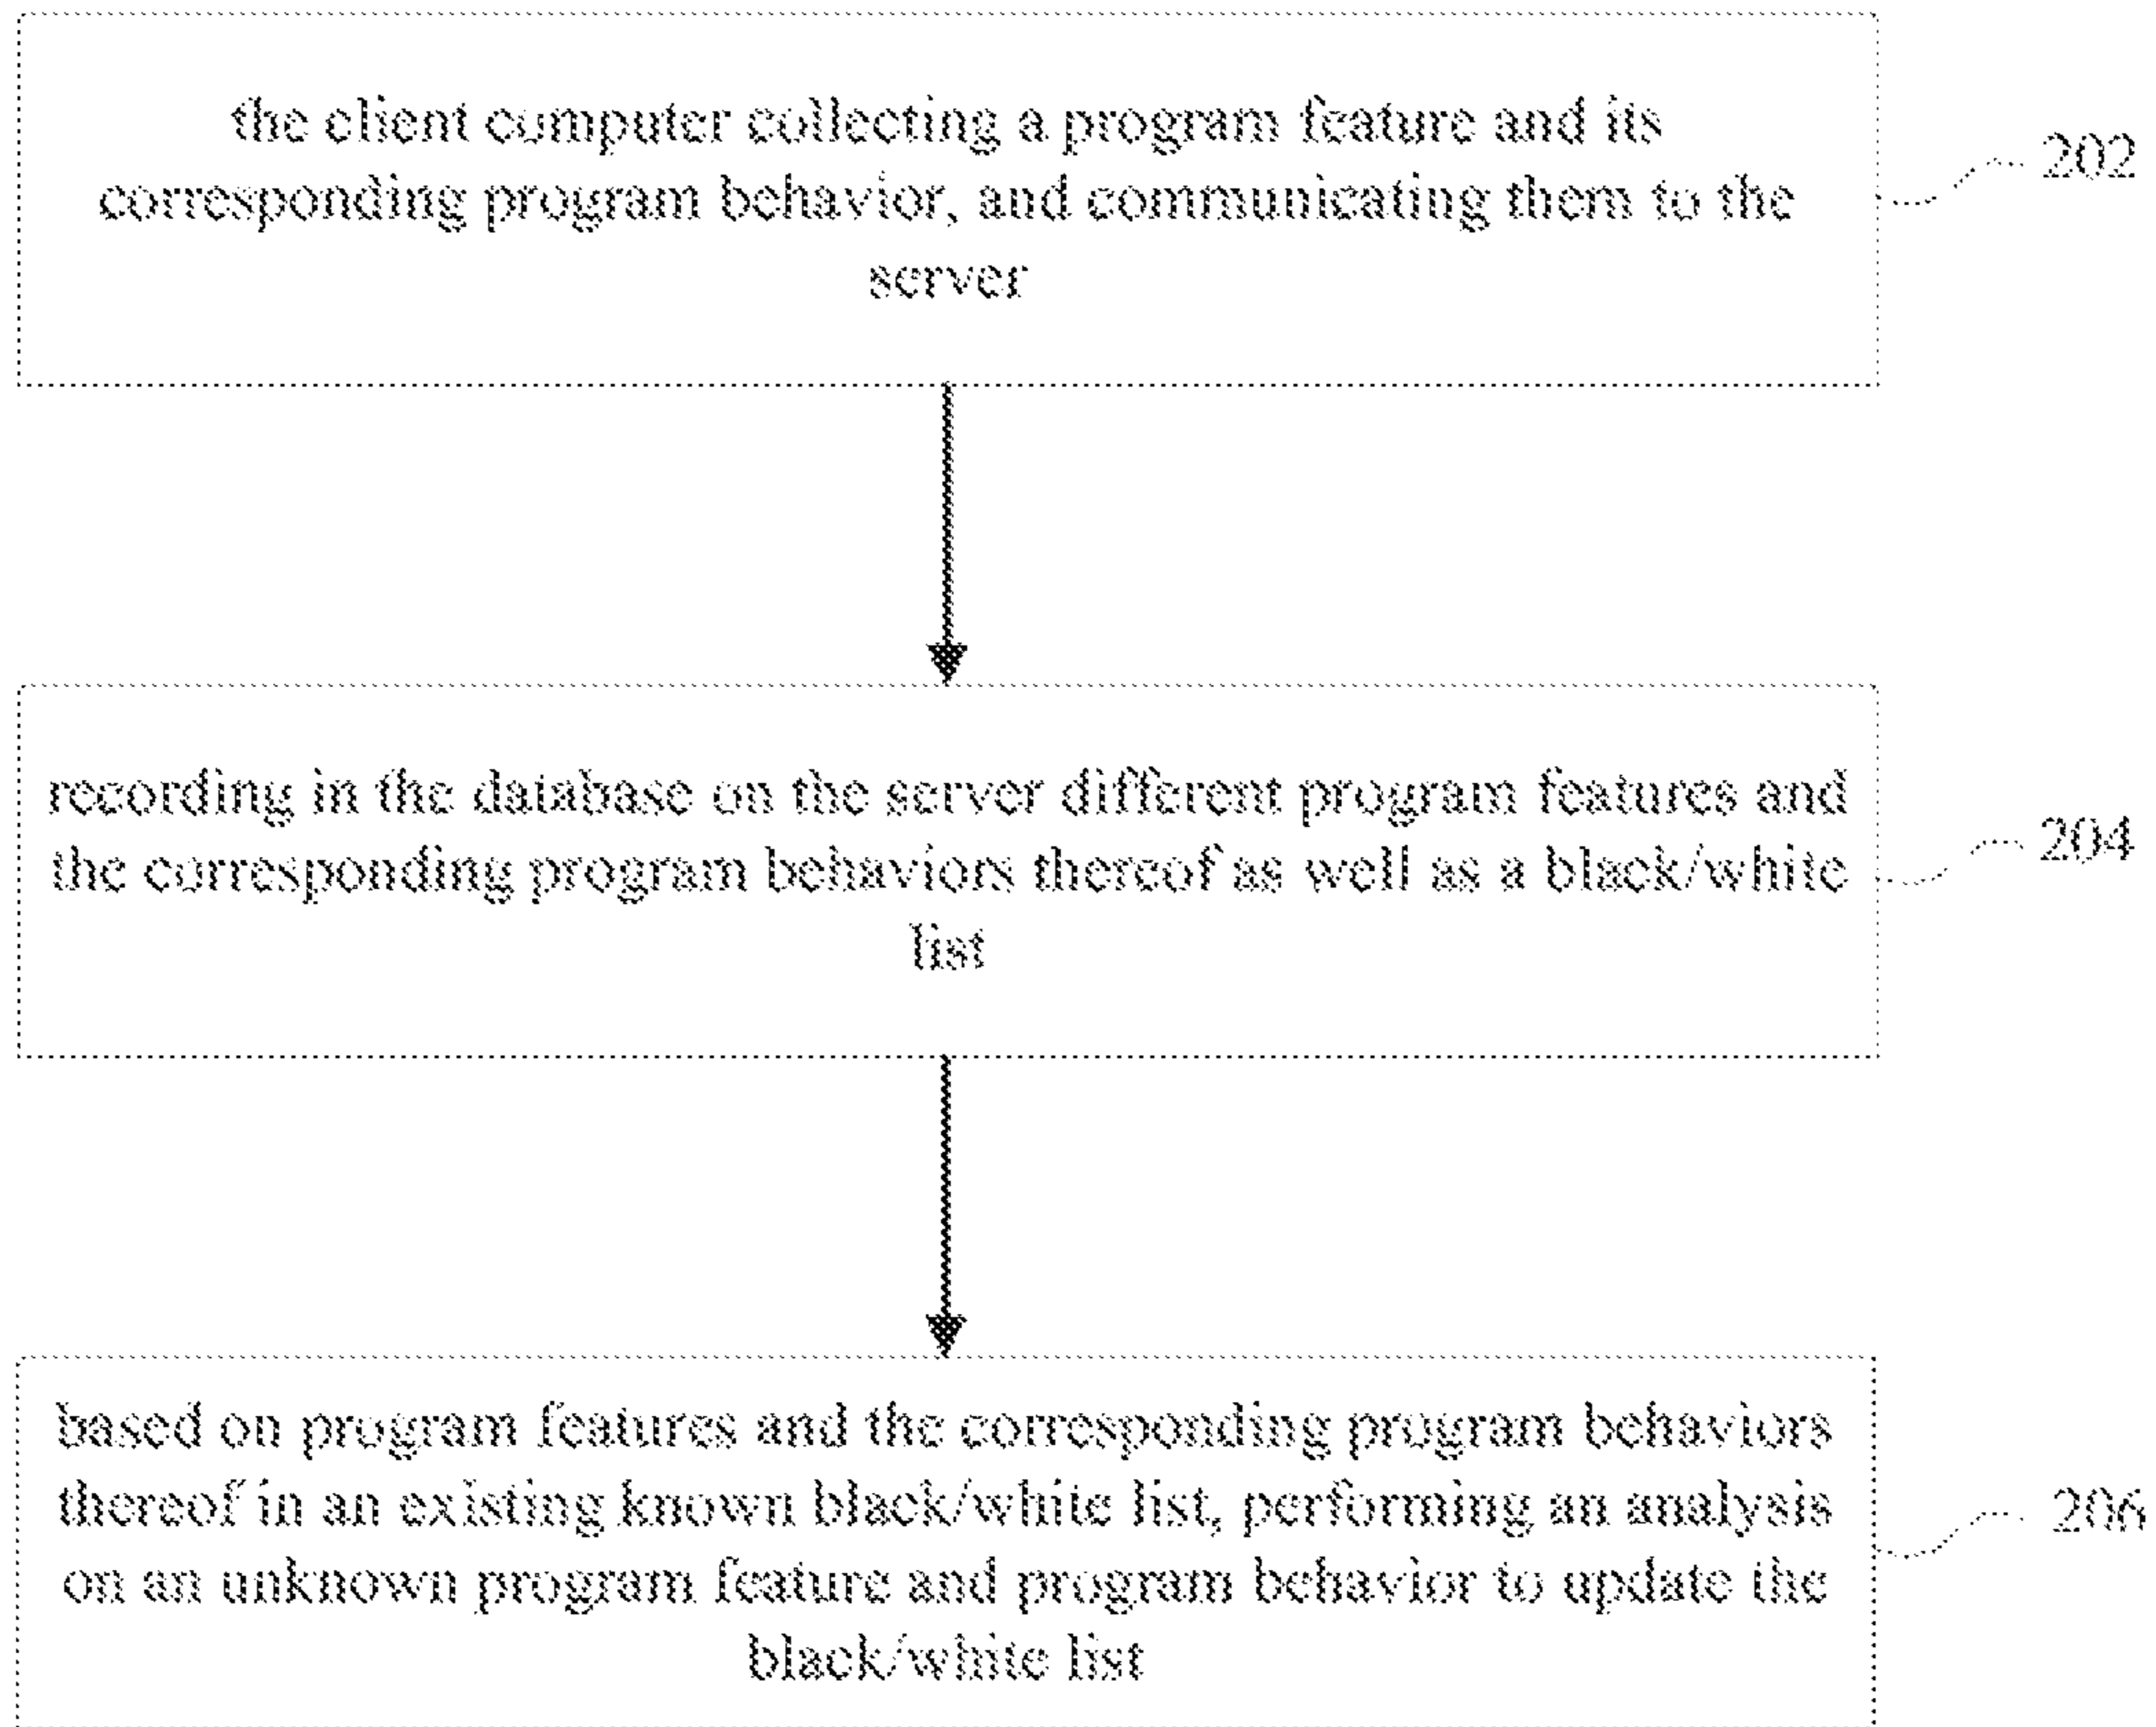 the client computer collecting a program feature and its
corresponding program behavior, and communicating them to the
server
202
recording in the database on the server different program features and
the corresponding program behaviors thereof as well as a black/white
list
204
based on program features and the corresponding program behaviors
thereof in an existing known black/white list, performing an analysis
on an unknown program feature and program behavior to update the
black/white list
206